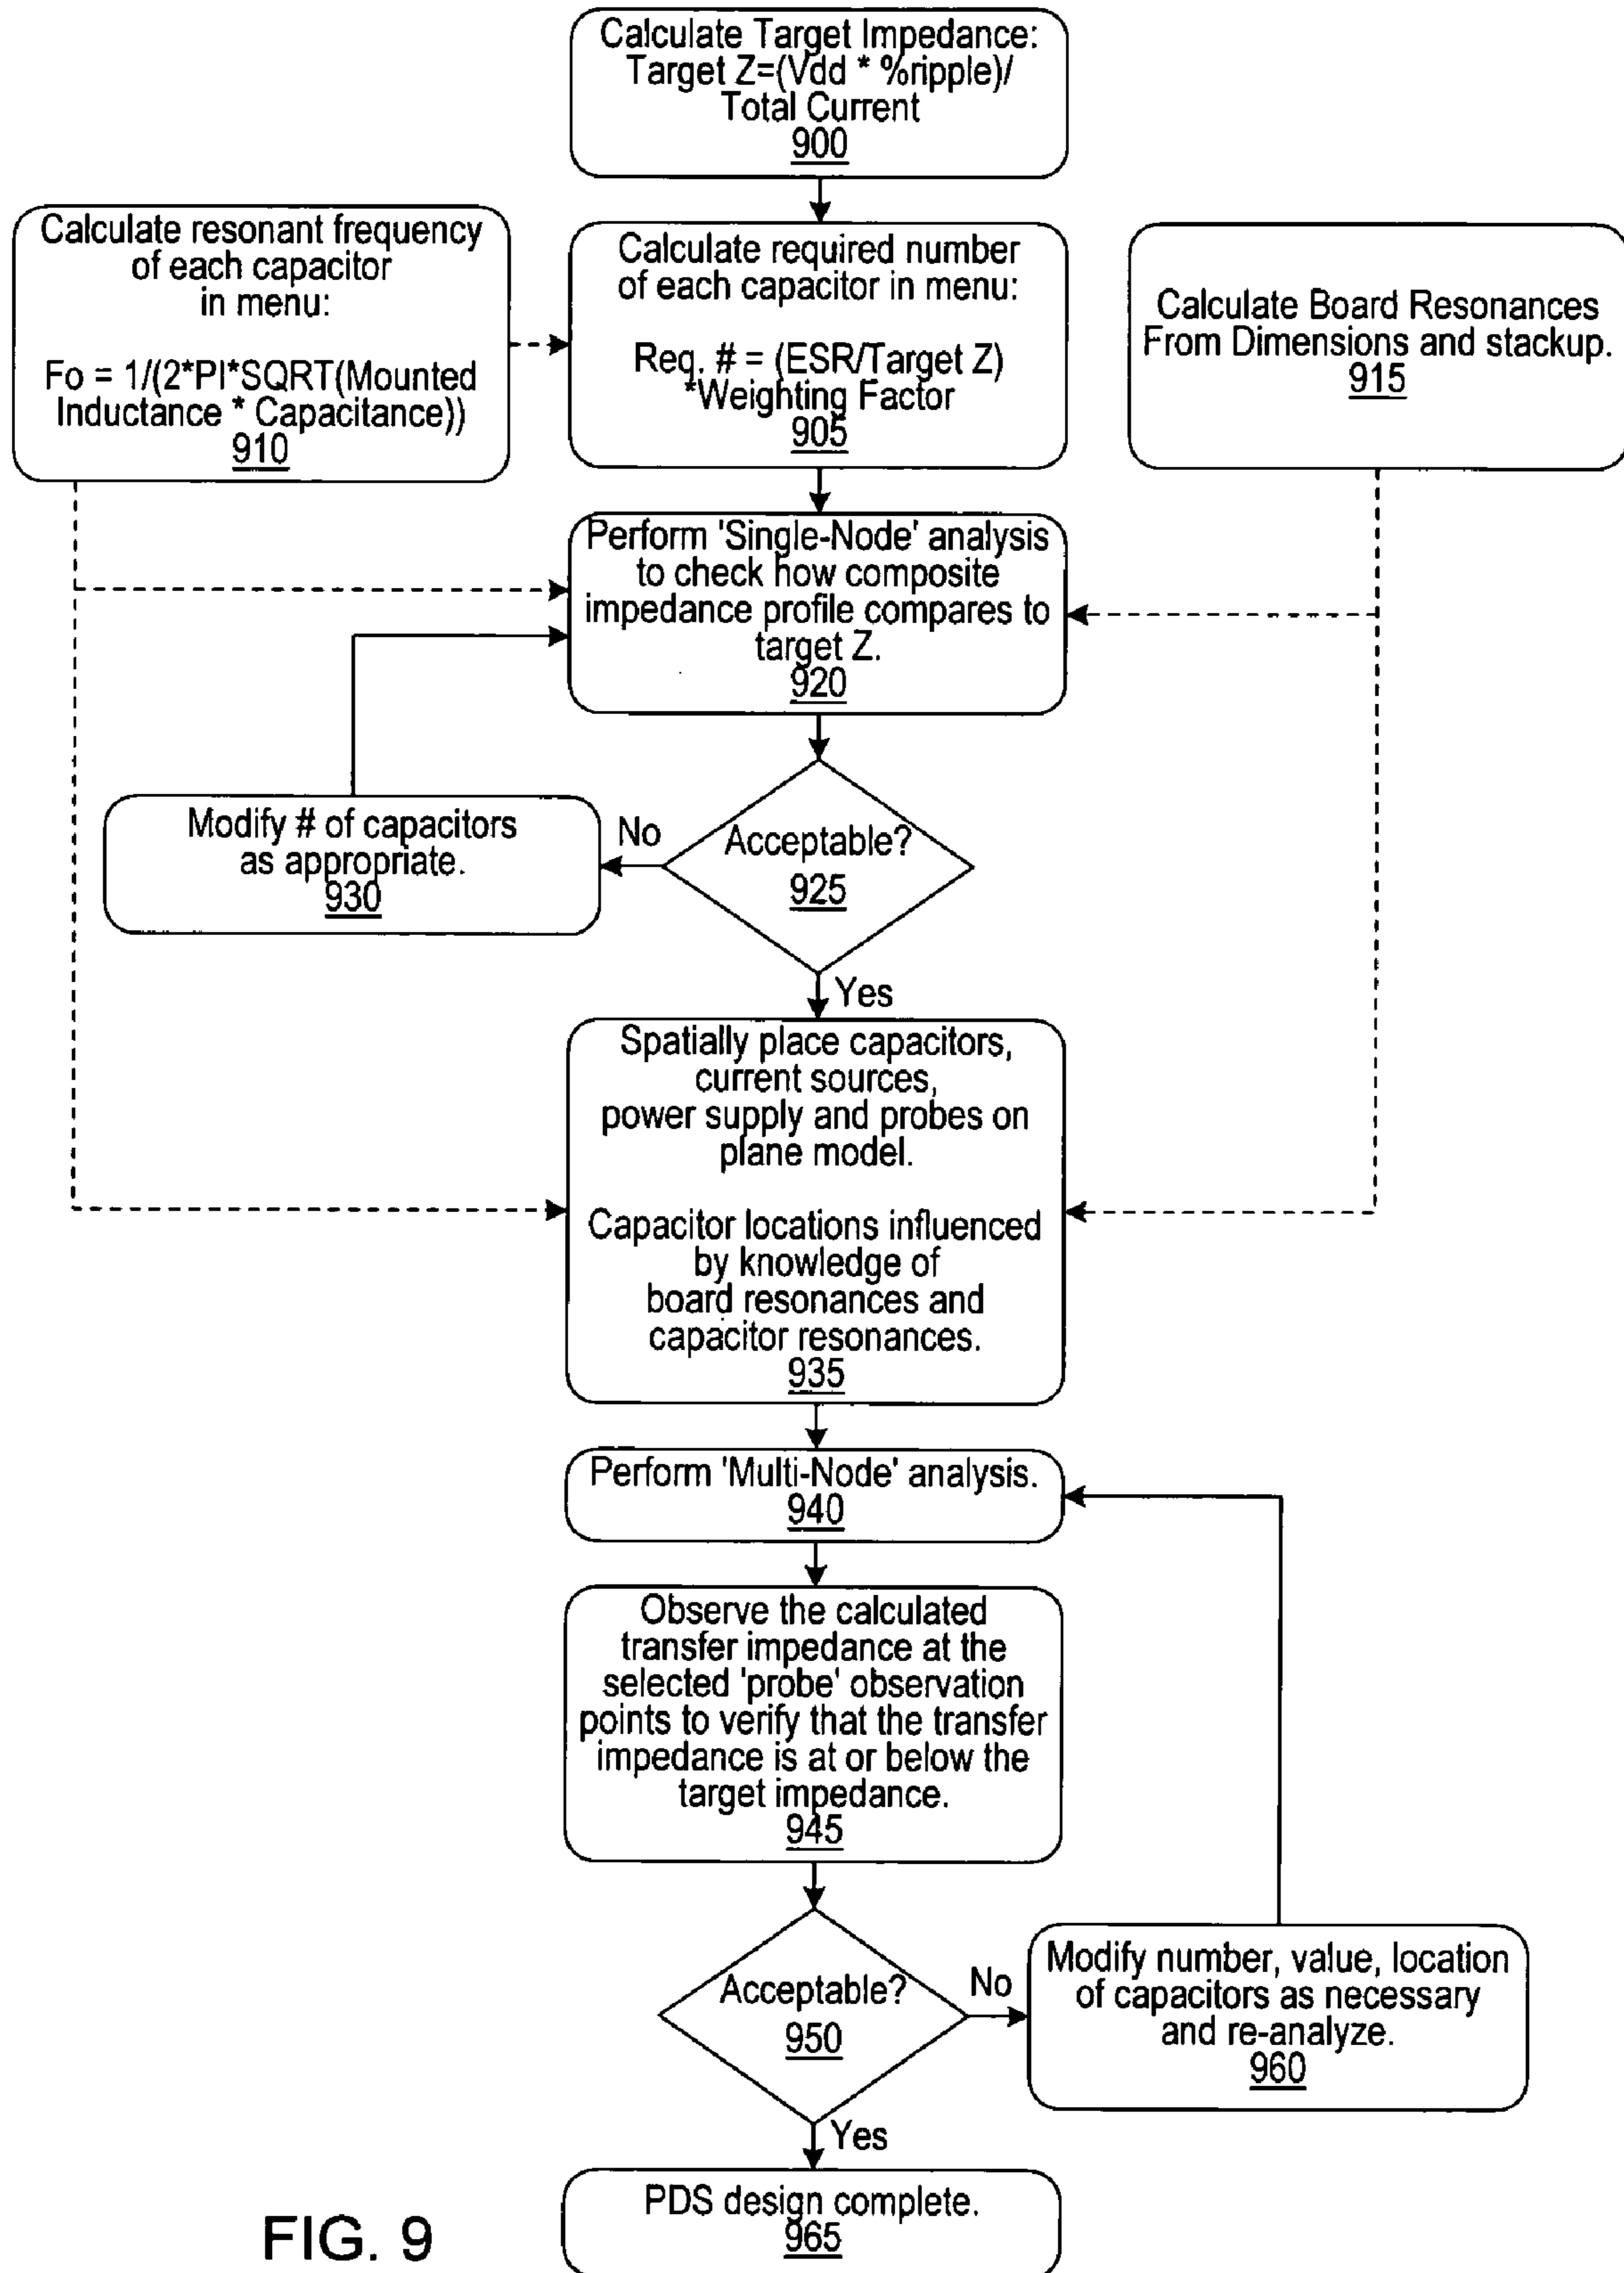 Calculate Target Impedance:
Target Z=(Vdd * %ripple)/
Total Current
900
Calculate resonant frequency
of each capacitor
in menu:
Fo = 1/(2*PI*SQRT(Mounted
Inductance * Capacitance))
910
Calculate required number
of each capacitor in menu:
Req. # = (ESR/Target Z)
*Weighting Factor
905
Calculate Board Resonances
From Dimensions and stackup.
915
Perform 'Single-Node' analysis
to check how composite
impedance profile compares to
target Z.
920
Modify # of capacitors
as appropriate.
930
No
Acceptable?
925
Yes
Spatially place capacitors,
current sources,
power supply and probes on
plane model.
Capacitor locations influenced
by knowledge of
board resonances and
capacitor resonances.
935
Perform 'Multi-Node' analysis.
940
Observe the calculated
transfer impedance at the
selected 'probe' observation
points to verify that the transfer
impedance is at or below the
target impedance.
945
Acceptable?
950
No
Modify number, value, location
of capacitors as necessary
and re-analyze.
960
Yes
PDS design complete.
965
FIG. 9